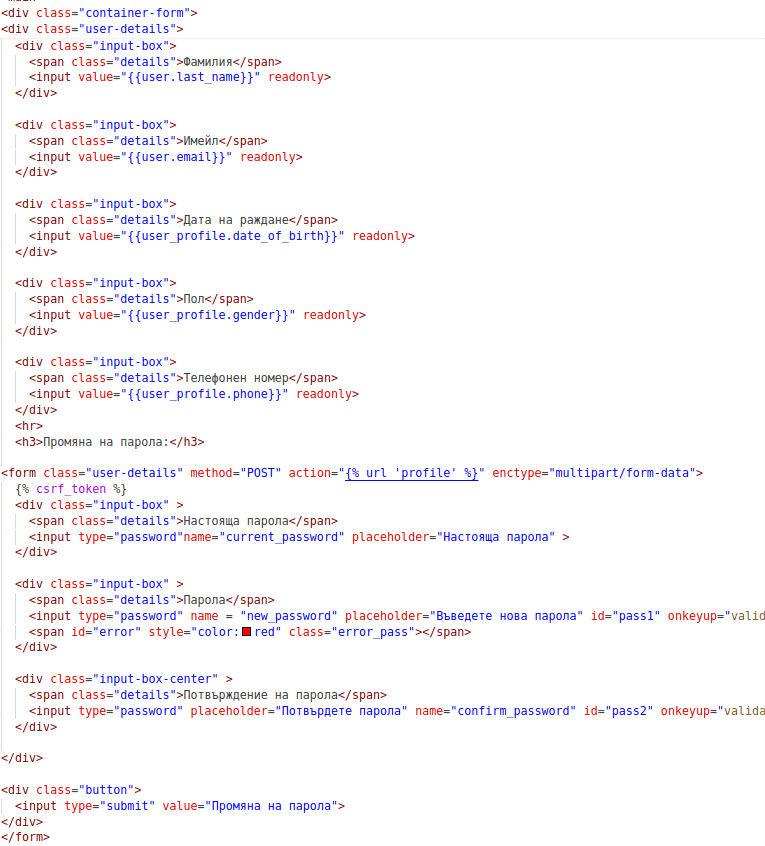 <div class="container-form">
<div class="user-details">
<div class="input-box">
<span class="details">Фамилия</span>
<input value="{{user.last_name}}" readonly>
</div>
<div class="input-box">
<span class="details">Имейл</span>
<input value="{{user.email}}" readonly>
</div>
<div class="input-box">
<span class="details">Дата на раждане</span>
<input value="{{user_profile.date_of_birth}}" readonly>
</div>
<div class="input-box">
<span class="details">Пол</span>
<input value="{{user_profile.gender}}" readonly>
</div>
<div class="input-box">
<span class="details">Телефонен номер</span>
<input value="{{user_profile.phone}}" readonly>
</div>
<hr>
<h3>Промяна на парола:</h3>
<form class="user-details" method="POST" action="{% url 'profile' %}" enctype="multipart/form-data">
{% csrf_token %}
<div class="input-box" >
<span class="details">Настояща парола</span>
<input type="password"name="current_password" placeholder="Настояща парола" >
</div>
<div class="input-box" >
<span class="details">Парола</span>
<input type="password" name = "new_password" placeholder="Въведете нова парола" id="pass1" onkeyup="valid
<span id="error" style="color:red" class="error_pass"></span>
</div>
<div class="input-box-center" >
<span class="details">Потвърждение на парола</span>
<input type="password" placeholder="Потвърдете парола" name="confirm_password" id="pass2" onkeyup="valida
</div>
</div>
<div class="button">
<input type="submit" value="Промяна на парола">
</div>
</form>